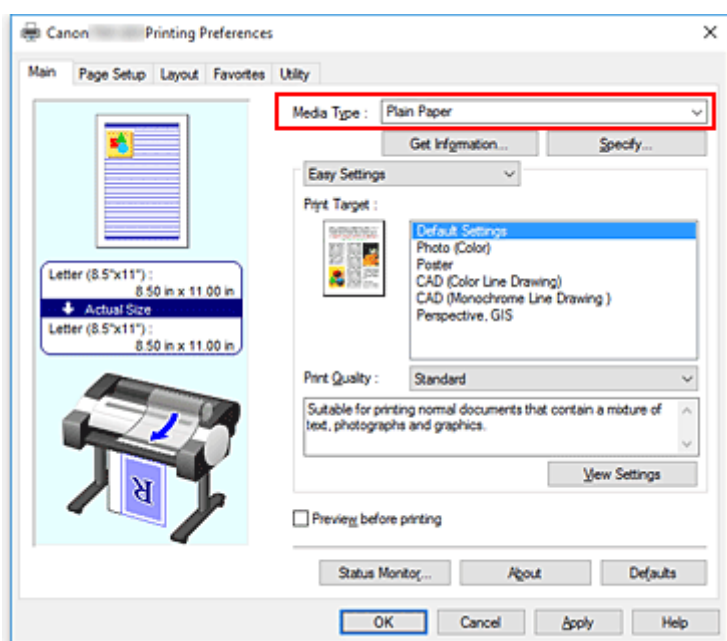 Canon Printing Preferences
Main Page Setup Layout Favorites Utility
Media Type : Plain Paper
Get Information... Specify...
Easy Settings
Print Target :
Default Settings
Photo (Color)
Poster
CAD (Color Line Drawing)
CAD (Monochrome Line Drawing )
Perspective, GIS
Letter (8.5"x11") :
8.50 in x 11.00 in
Actual Size
Letter (8.5"x11") :
8.50 in x 11.00 in
Print Quality : Standard
Suitable for printing normal documents that contain a mixture of
text, photographs and graphics.
View Settings
R
Preview before printing
Status Monitor... About Defaults
OK Cancel Apply Help